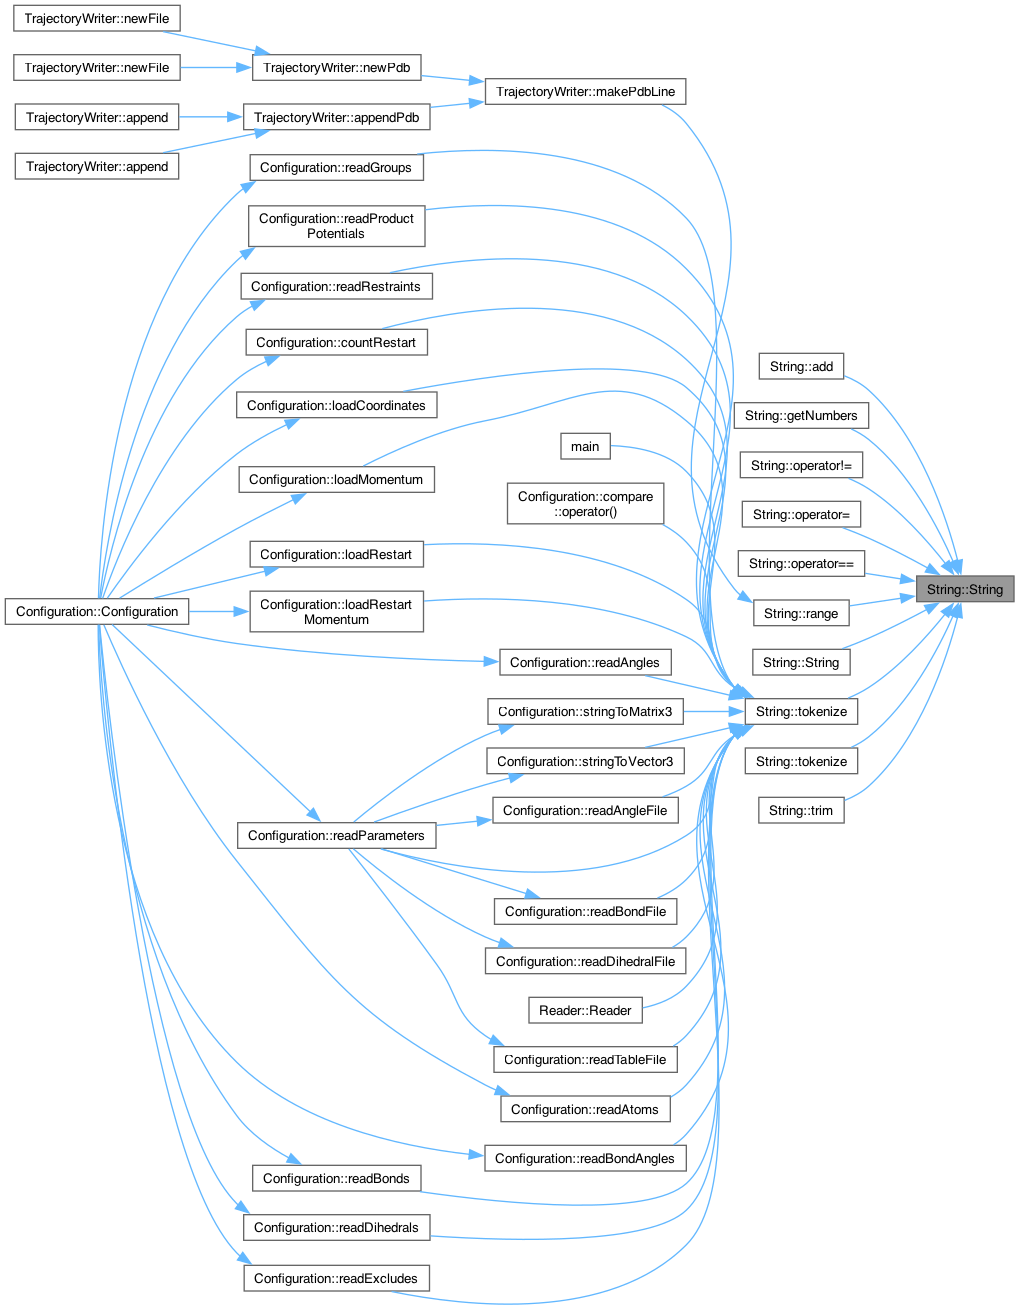 TrajectoryWriter::newFile
TrajectoryWriter::newFile
TrajectoryWriter::newPdb
TrajectoryWriter::makePdbLine
TrajectoryWriter::append
TrajectoryWriter::appendPdb
TrajectoryWriter::append
Configuration::readGroups
Configuration::readProduct
Potentials
Configuration::readRestraints
Configuration::countRestart
String::add
Configuration::loadCoordinates
String::getNumbers
main
String::operator!=
Configuration::loadMomentum
Configuration::compare
::operator()
String::operator=
Configuration::loadRestart
String::operator==
String::String
Configuration::Configuration
Configuration::loadRestart
Momentum
String::range
Configuration::readAngles
String::String
Configuration::stringToMatrix3
String::tokenize
Configuration::stringToVector3
String::tokenize
Configuration::readAngleFile
String::trim
Configuration::readParameters
Configuration::readBondFile
Configuration::readDihedralFile
Reader::Reader
Configuration::readTableFile
Configuration::readAtoms
Configuration::readBondAngles
Configuration::readBonds
Configuration::readDihedrals
Configuration::readExcludes